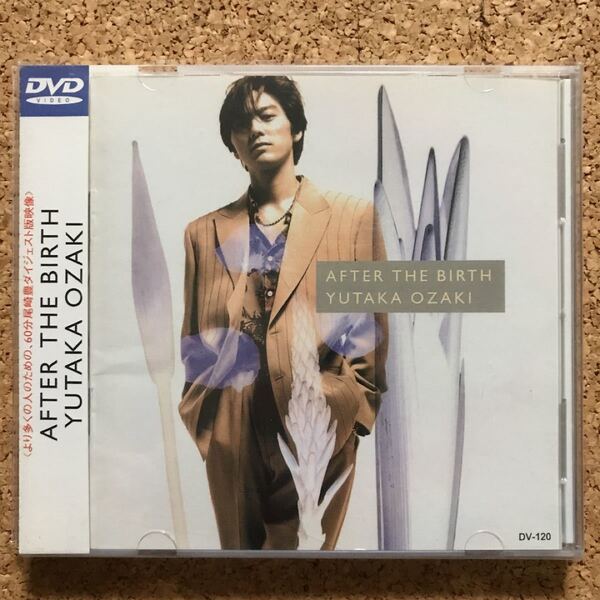 DVD
VIDEO
<より多くの人のための、60分尾崎豊ダイジェスト版映像>
AFTER THE BIRTH
YUTAKA OZAKI
AFTER THE BIRTH
YUTAKA OZAKI
DV-120